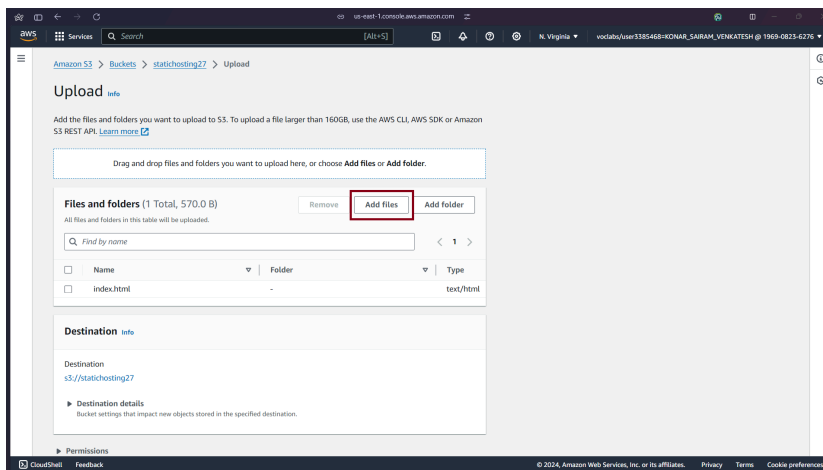 us-east-1.console.aws.amazon.com
aws Services Search [Alt+S] N. Virginia ▼ voclabs/user3385468=KONAR_SAIRAM_VENKATESH @ 1969-0823-6276 ▼
Amazon S3 > Buckets > statichosting27 > Upload
Upload Info
Add the files and folders you want to upload to S3. To upload a file larger than 160GB, use the AWS CLI, AWS SDK or Amazon
S3 REST API. Learn more
Drag and drop files and folders you want to upload here, or choose Add files or Add folder.
Files and folders (1 Total, 570.0 B) Remove Add files Add folder
All files and folders in this table will be uploaded.
Find by name < 1 >
Name Folder Type
index.html - text/html
Destination Info
Destination
s3://statichosting27
Destination details
Bucket settings that impact new objects stored in the specified destination.
Permissions
CloudShell Feedback © 2024, Amazon Web Services, Inc. or its affiliates. Privacy Terms Cookie preferences